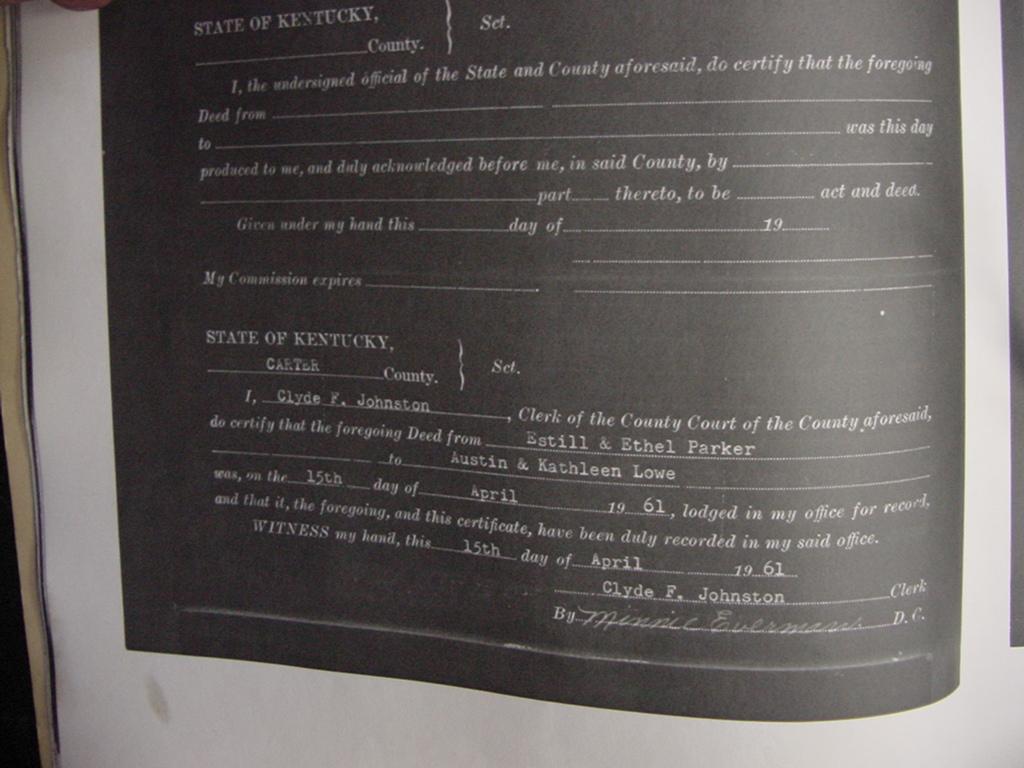 STATE OF KENTUCKY,
County. } Sct.
I, the undersigned official of the State and County aforesaid, do certify that the foregoing
Deed from
to was this day
produced to me, and duly acknowledged before me, in said County, by
part thereto, to be act and deed.
Given under my hand this day of 19
My Commission expires
STATE OF KENTUCKY,
CARTER County. } Sct.
I, Clyde F. Johnston, Clerk of the County Court of the County aforesaid,
do certify that the foregoing Deed from Estill & Ethel Parker
to Austin & Kathleen Lowe
was, on the 15th day of April 19 61, lodged in my office for record,
and that it, the foregoing, and this certificate, have been duly recorded in my said office.
WITNESS my hand, this 15th day of April 19 61
Clyde F. Johnston Clerk
By Minnie D. C.